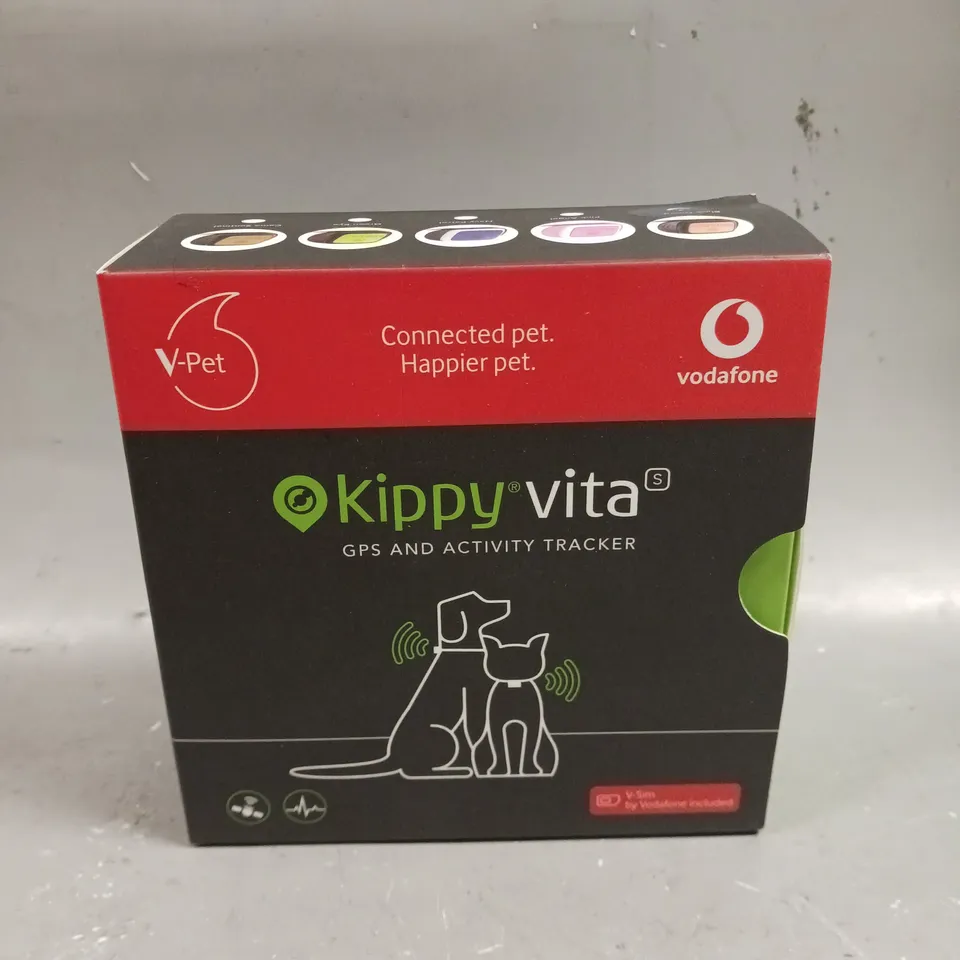 V-Pet
Connected pet.
Happier pet.
vodafone
Kippy® vita S
GPS AND ACTIVITY TRACKER
V-Sim
by Vodafone included